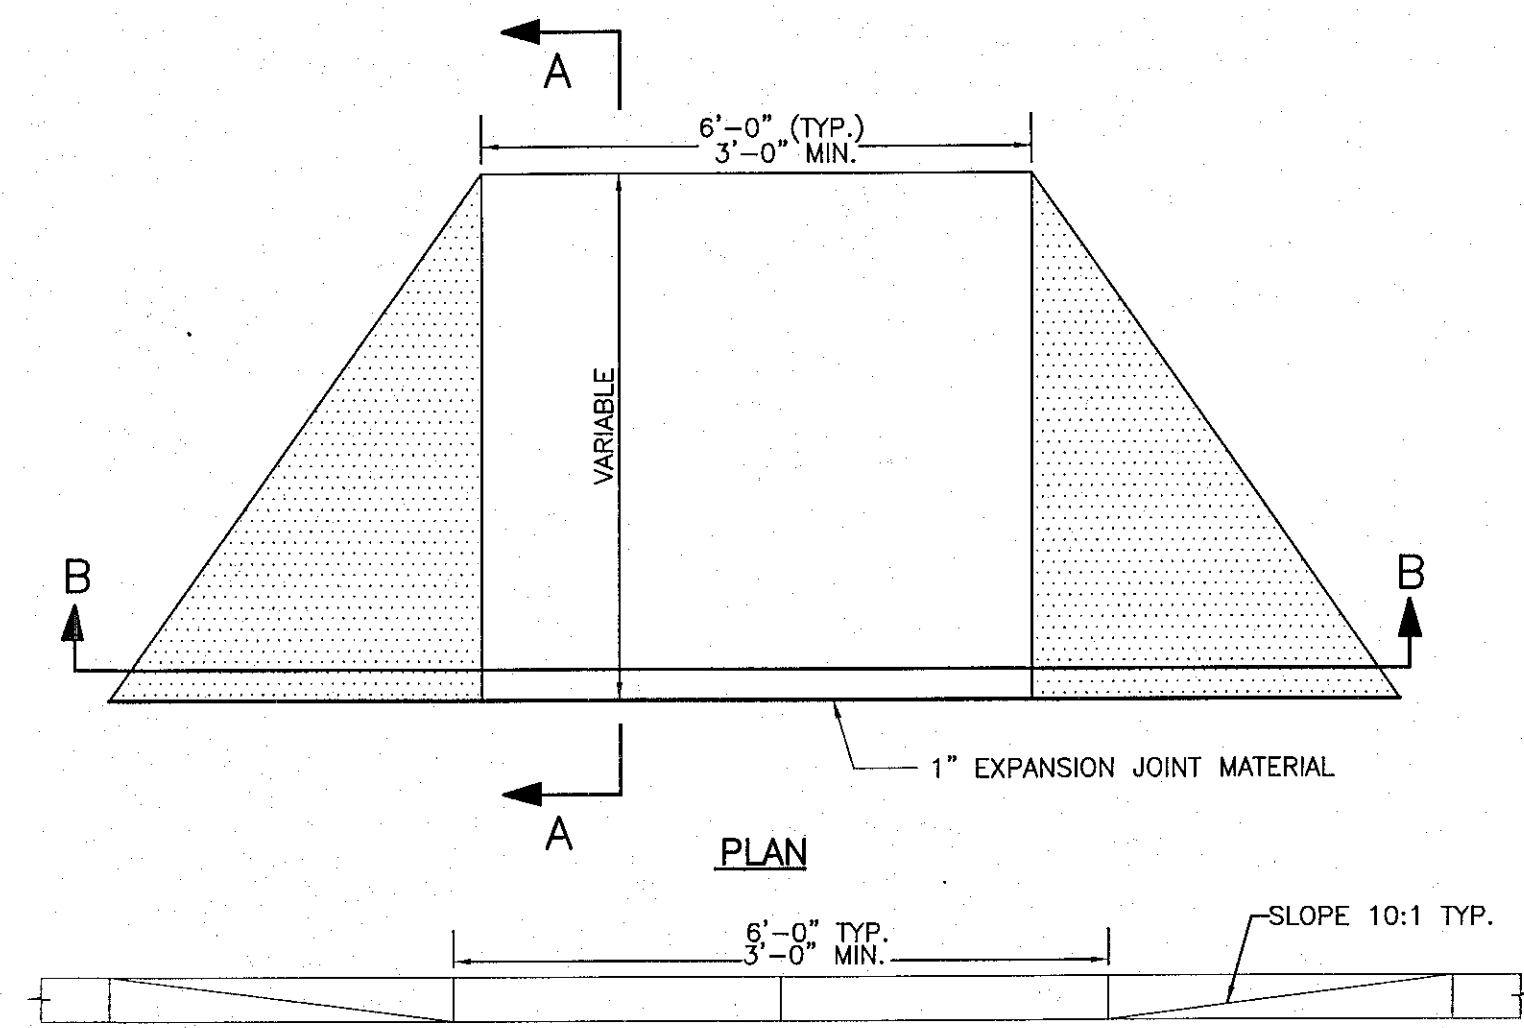 A
6'-0" (TYP.)
3'-0" MIN.
VARIABLE
B
B
1" EXPANSION JOINT MATERIAL
A
PLAN
SLOPE 10:1 TYP.
6'-0" TYP.
3'-0" MIN.